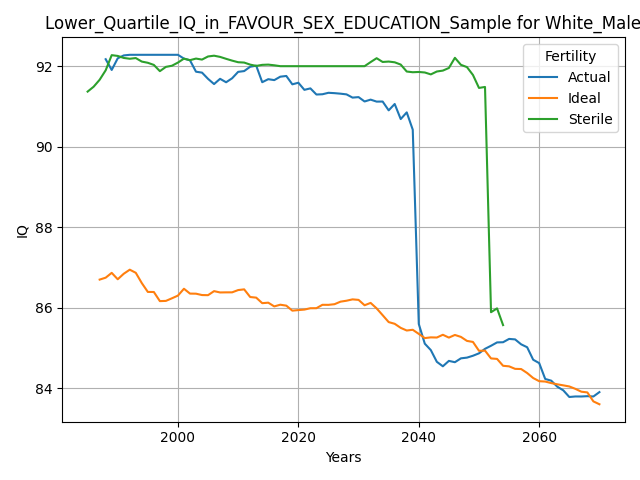 Lower_Quartile_IQ_in_FAVOUR_SEX_EDUCATION_Sample for White_Male
Fertility
Actual
Ideal
Sterile
IQ
92
90
88
86
84
2000
2020
2040
2060
Years